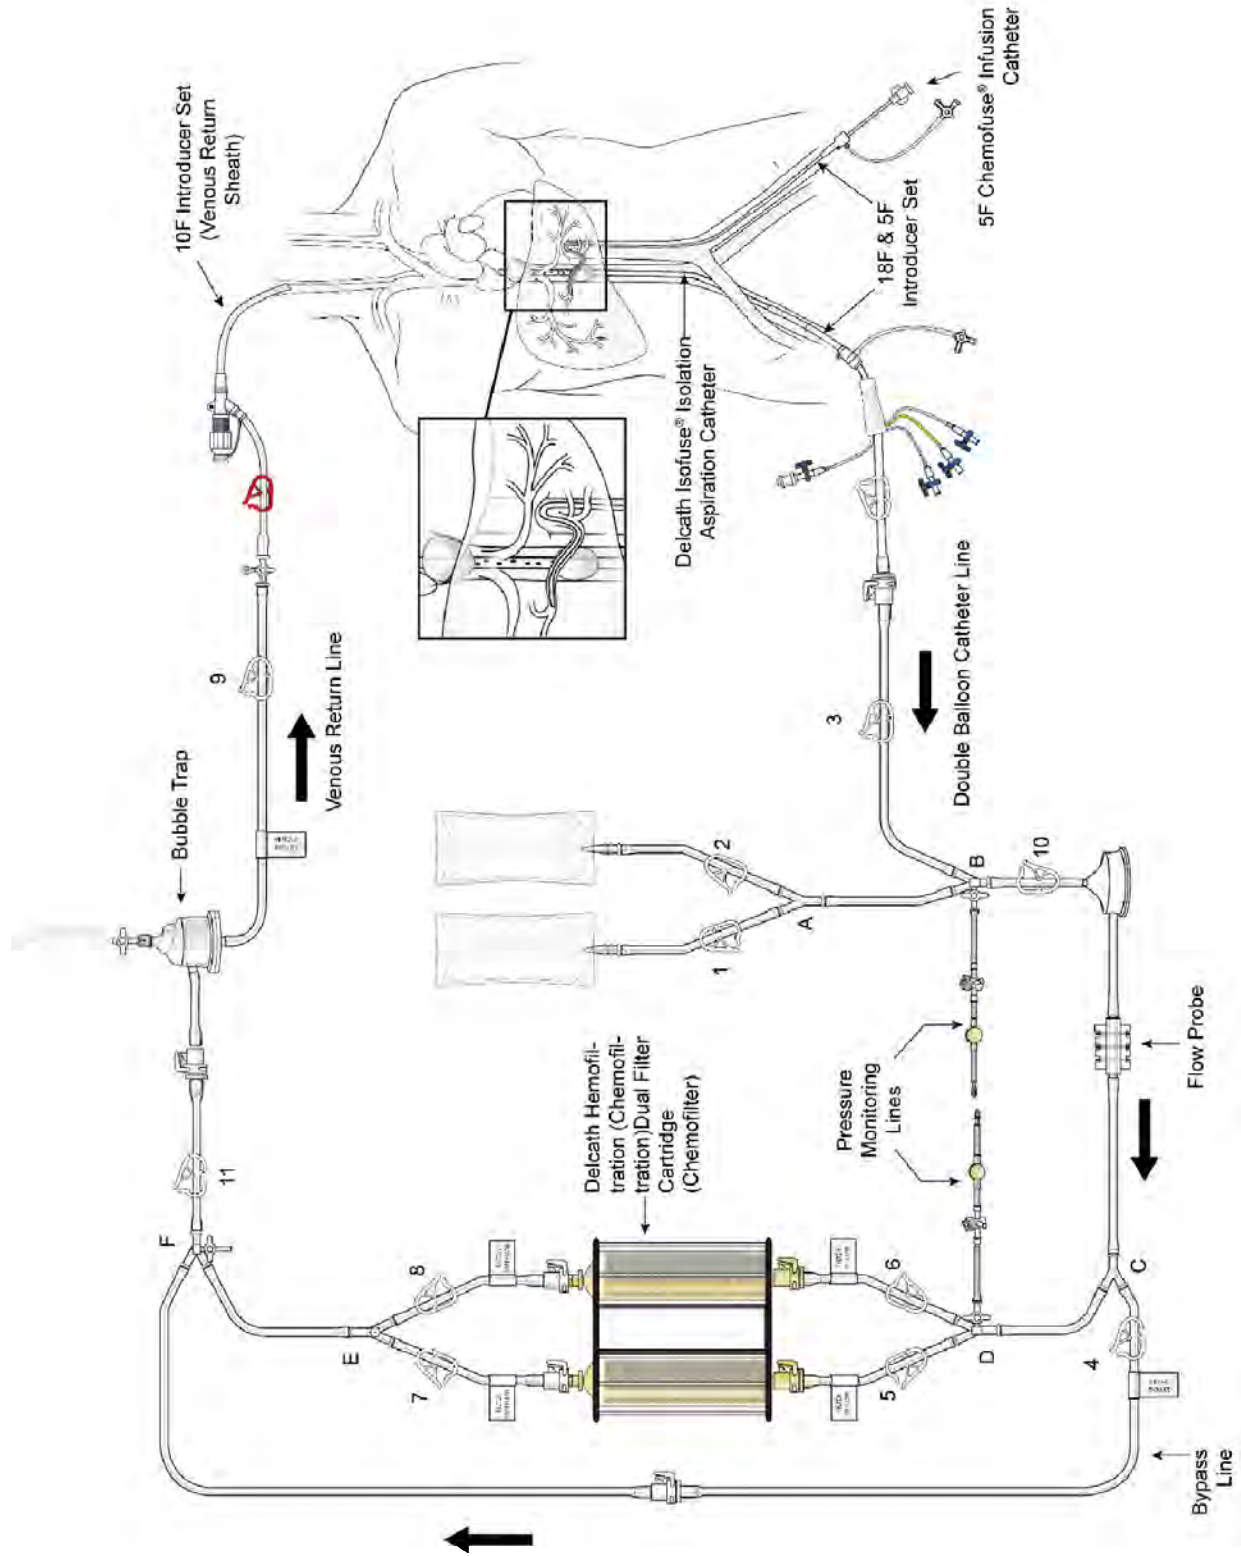 10F Introducer Set
(Venous Return
Sheath)
5F Chemofuse® Infusion
Catheter
18F & 5F
Introducer Set
Delcath Isofuse® Isolation
Aspiration Catheter
9
Venous Return Line
Bubble Trap
3
Double Balloon Catheter Line
2
1
A
B
10
Flow Probe
Pressure
Monitoring
Lines
Delcath Hemofil-
tration (Chemofil-
tration)Dual Filter
Cartridge
(Chemofilter)
11
F
8
6
C
E
D
7
5
4
Bypass
Line